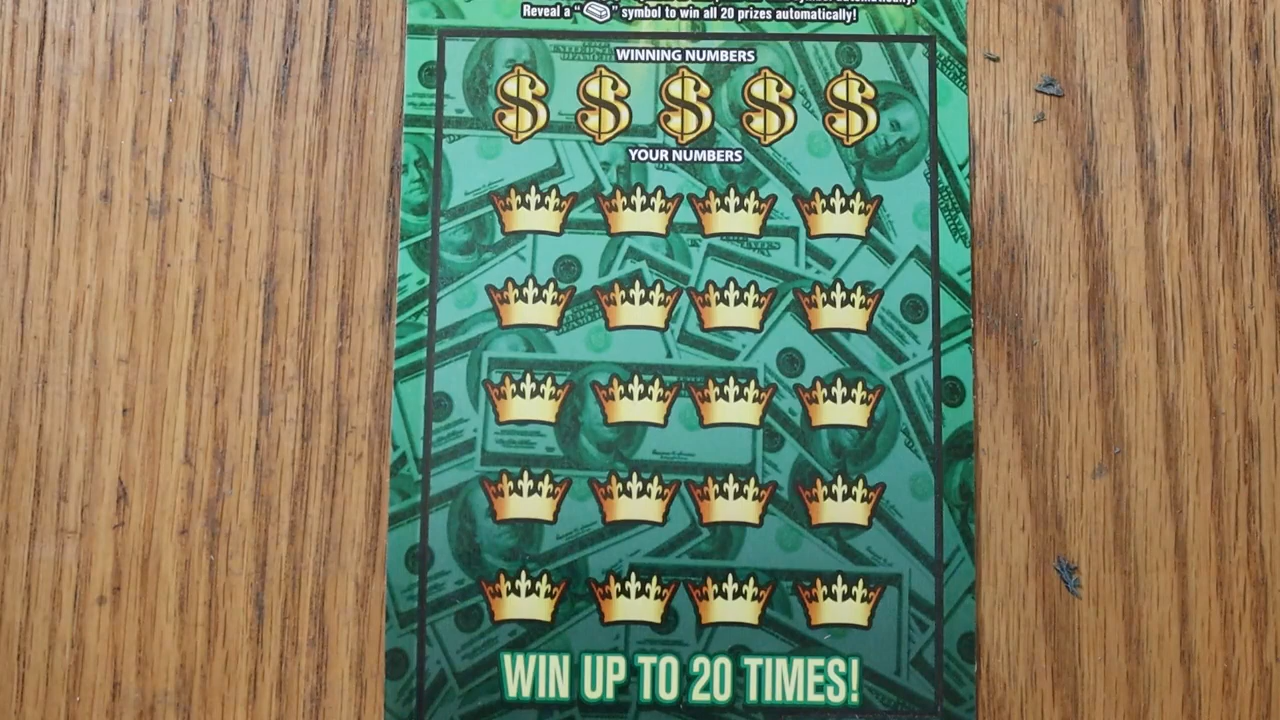 Reveal a " " symbol to win all 20 prizes automatically!
WINNING NUMBERS
$ $ $ $ $
YOUR NUMBERS
WIN UP TO 20 TIMES!